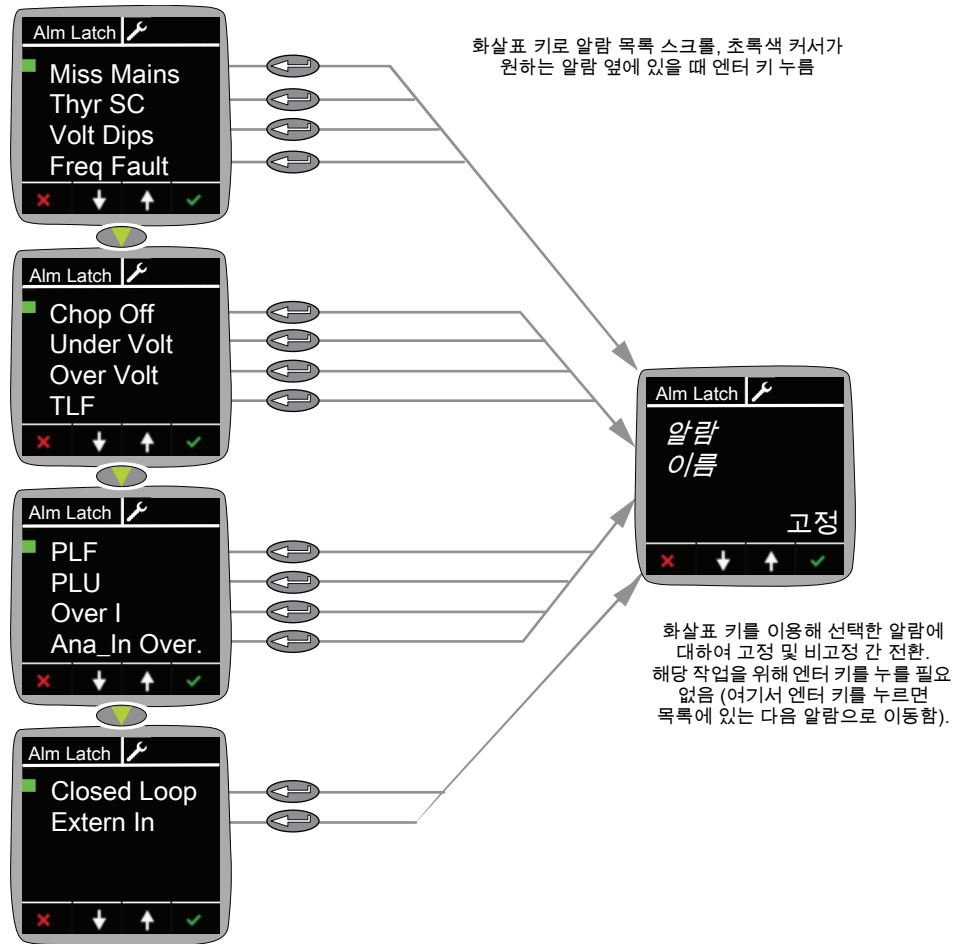 Alm Latch
Miss Mains
Thyr SC
Volt Dips
Freq Fault
화살표 키로 알람 목록 스크롤, 초록색 커서가
원하는 알람 옆에 있을 때 엔터 키 누름
Alm Latch
Chop Off
Under Volt
Over Volt
TLF
Alm Latch
알람
이름
고정
Alm Latch
PLF
PLU
Over I
Ana_In Over.
화살표 키를 이용해 선택한 알람에
대하여 고정 및 비고정 간 전환.
해당 작업을 위해 엔터 키를 누를 필요
없음 (여기서 엔터 키를 누르면
목록에 있는 다음 알람으로 이동함).
Alm Latch
Closed Loop
Extern In